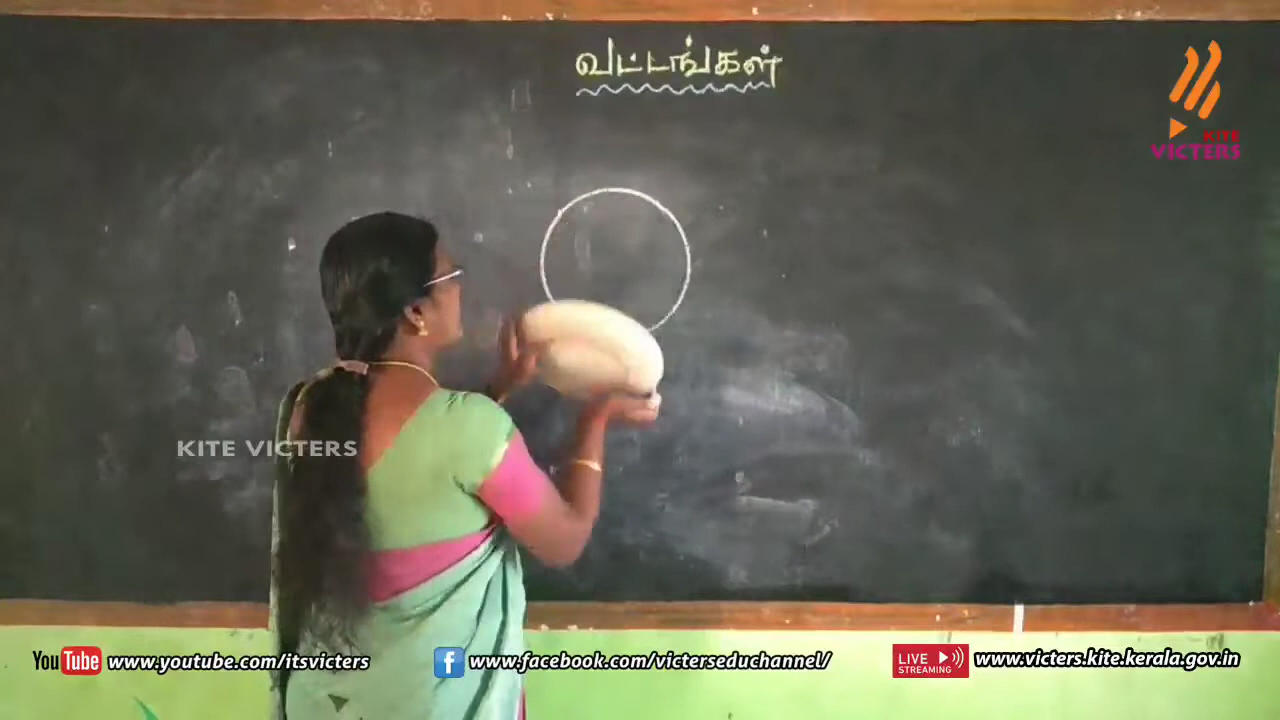 வட்டங்கள்
KITE
VICTERS
KITE VICTERS
You Tube www.youtube.com/itsvicters
f www.facebook.com/victerseduchannel/
LIVE STREAMING www.victers.kite.kerala.gov.in